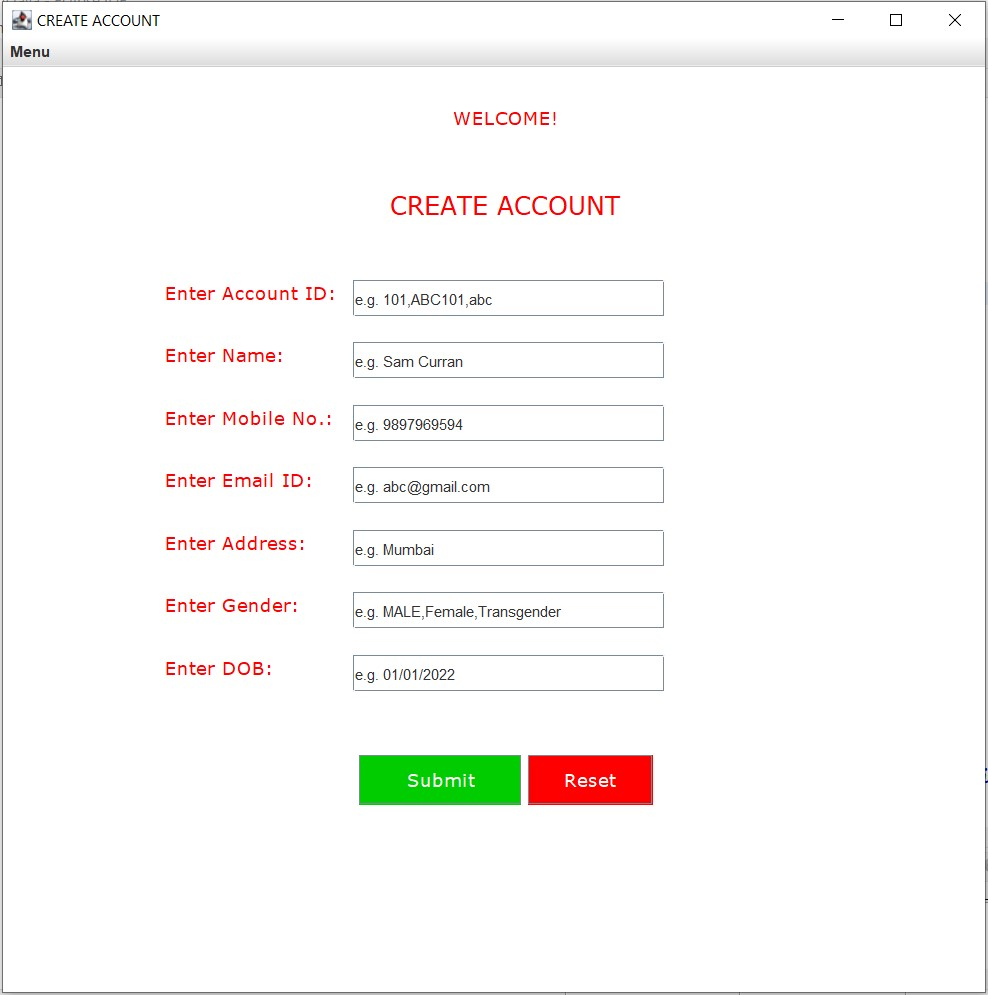 CREATE ACCOUNT
Menu
WELCOME!
CREATE ACCOUNT
Enter Account ID: e.g. 101,ABC101,abc
Enter Name: e.g. Sam Curran
Enter Mobile No.: e.g. 9897969594
Enter Email ID: e.g. abc@gmail.com
Enter Address: e.g. Mumbai
Enter Gender: e.g. MALE,Female,Transgender
Enter DOB: e.g. 01/01/2022
Submit Reset